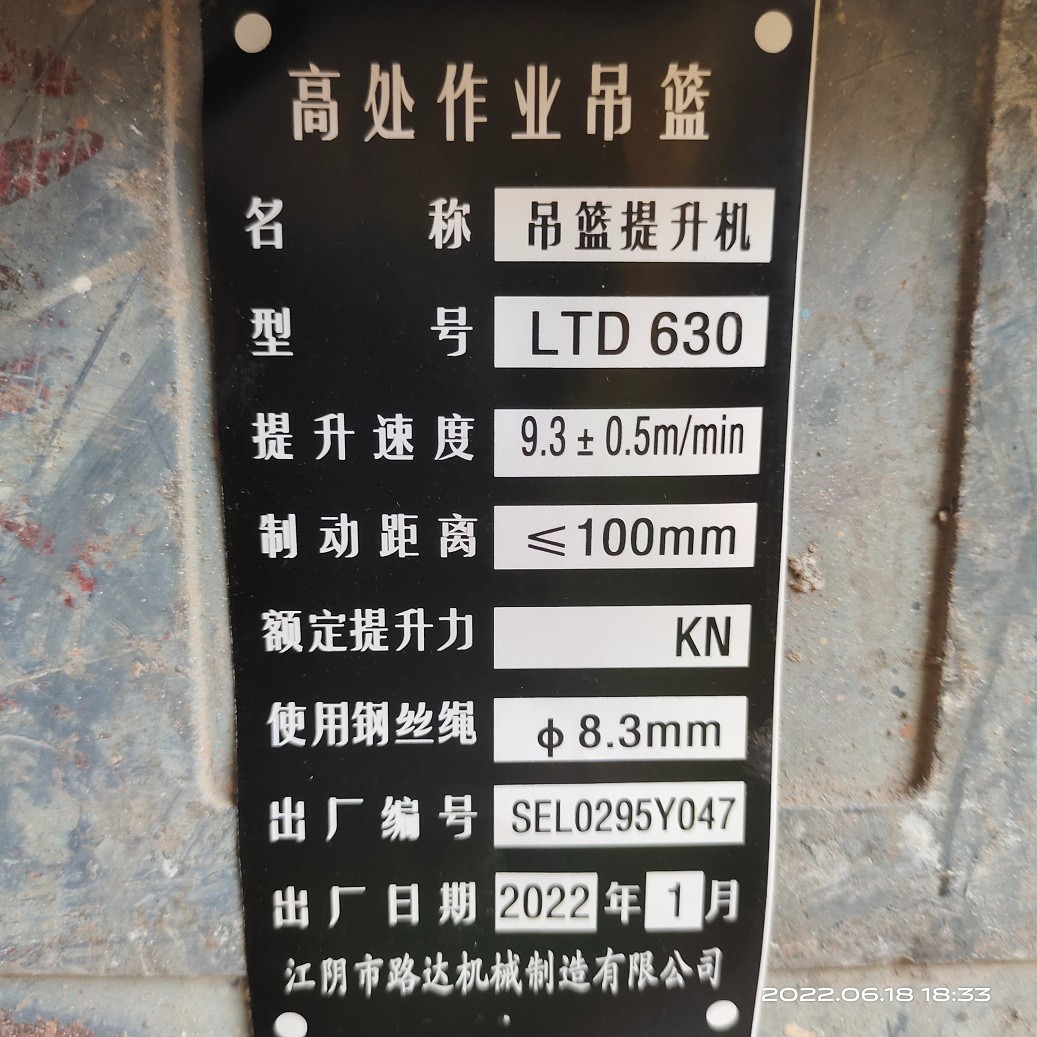 高处作业吊篮
名称 吊篮提升机
型号 LTD 630
提升速度 9.3±0.5m/min
制动距离 ≤100mm
额定提升力 KN
使用钢丝绳 ф8.3mm
出厂编号 SEL0295Y047
出厂日期 2022年1月
江阴市路达机械制造有限公司
2022.06.18 18:33